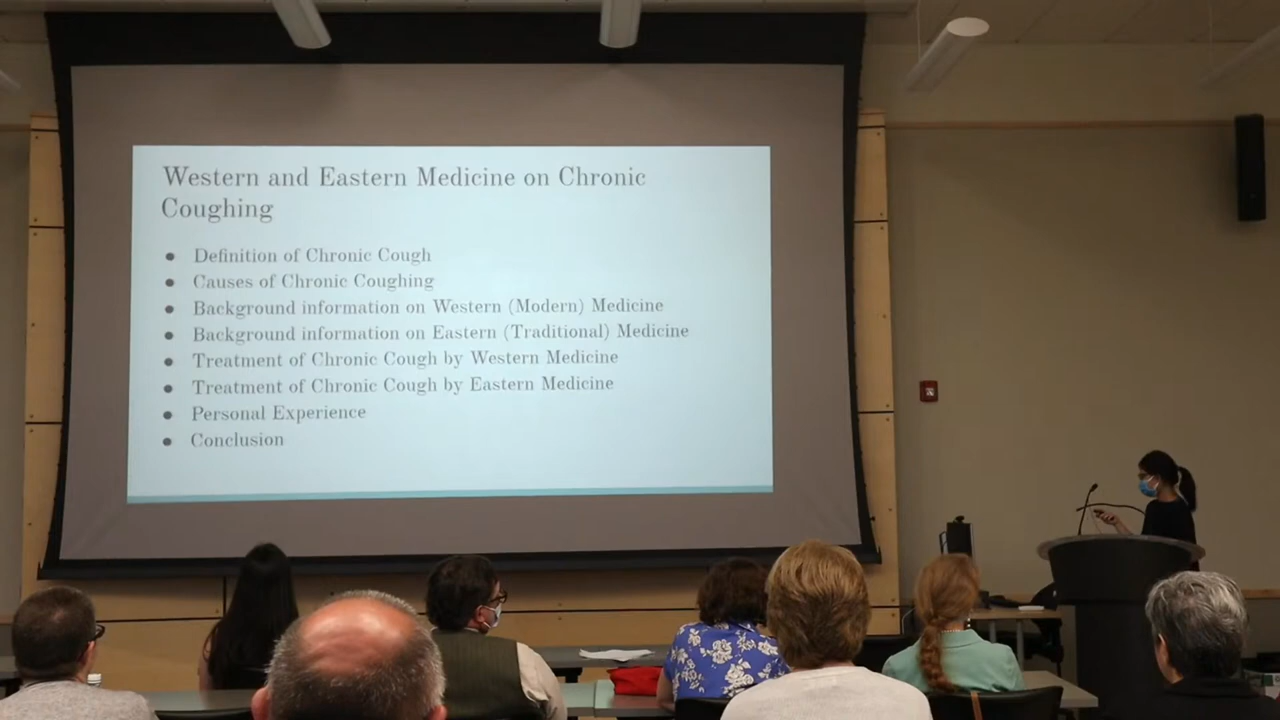 Western and Eastern Medicine on Chronic
Coughing
● Definition of Chronic Cough
● Causes of Chronic Coughing
● Background information on Western (Modern) Medicine
● Background information on Eastern (Traditional) Medicine
● Treatment of Chronic Cough by Western Medicine
● Treatment of Chronic Cough by Eastern Medicine
● Personal Experience
● Conclusion